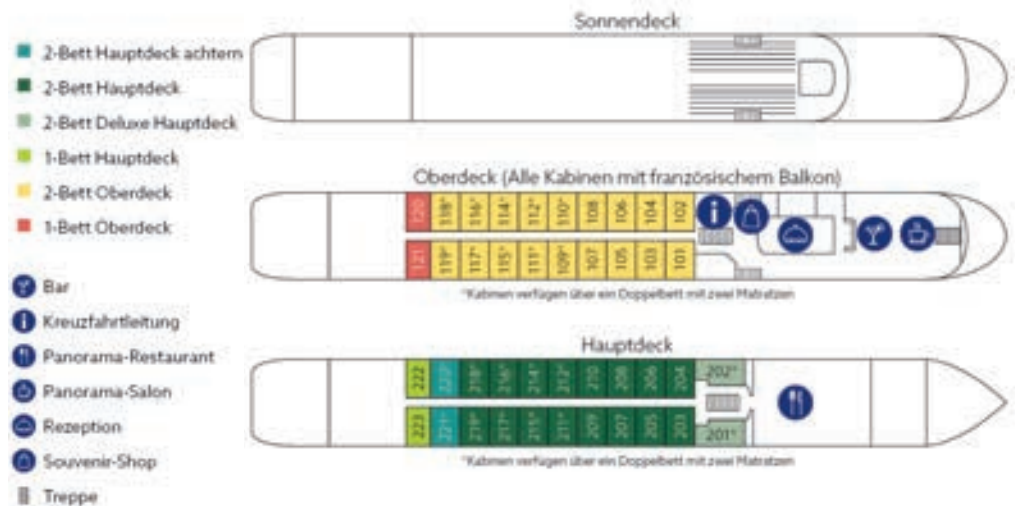 Sonnendeck
2-Bett Hauptdeck achtern
2-Bett Hauptdeck
2-Bett Deluxe Hauptdeck
1-Bett Hauptdeck
2-Bett Oberdeck
1-Bett Oberdeck
Bar
Kreuzfahrtleitung
Panorama-Restaurant
Panorama-Salon
Rezeption
Souvenir-Shop
Treppe
Oberdeck (Alle Kabinen mit französischem Balkon)
120 118* 116* 114* 112* 110* 108 106 104 102
121 119* 117* 115* 111* 109* 107 105 103 101
*Kabinen verfügen über ein Doppelbett mit zwei Matratzen
Hauptdeck
222 218* 216* 214* 212* 210 208 206 204 202*
223 221* 219* 217* 215* 211* 209 207 205 203 201*
*Kabinen verfügen über ein Doppelbett mit zwei Matratzen